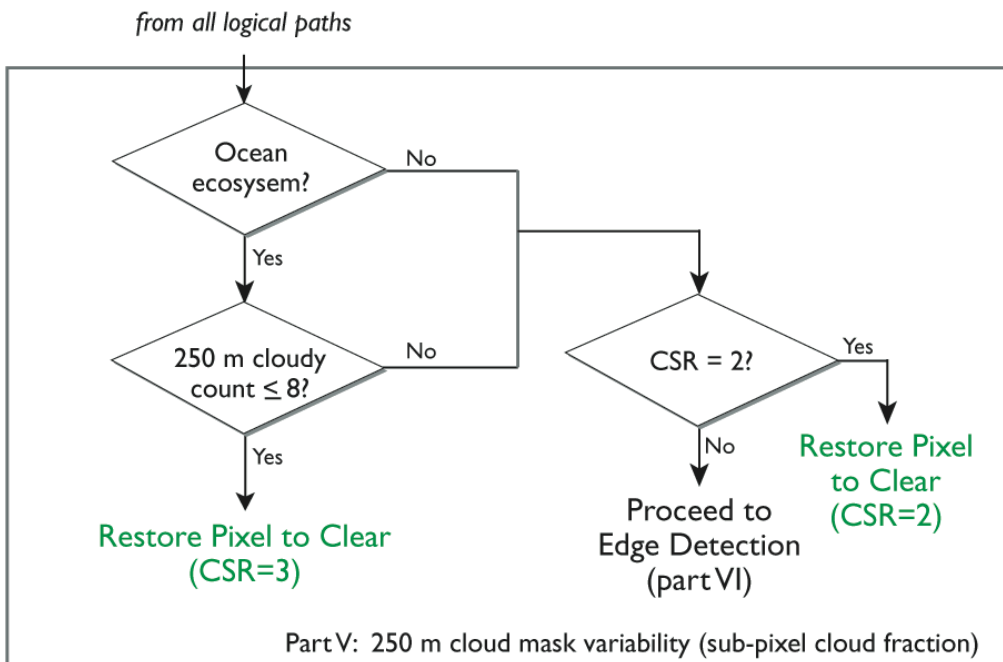 from all logical paths
Ocean
ecosysem?
No
Yes
250 m cloudy
count ≤ 8?
No
Yes
Restore Pixel to Clear
(CSR=3)
CSR = 2?
Yes
No
Restore Pixel
to Clear
(CSR=2)
Proceed to
Edge Detection
(part VI)
Part V: 250 m cloud mask variability (sub-pixel cloud fraction)